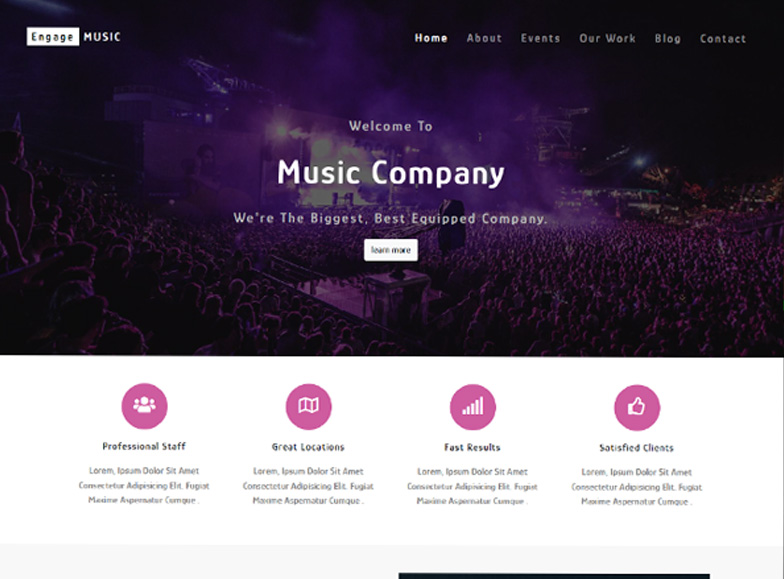 Engage MUSIC
Home About Events Our Work Blog Contact
Welcome To
Music Company
We're The Biggest, Best Equipped Company.
learn more
Professional Staff
Lorem, Ipsum Dolor Sit Amet
Consectetur Adipisicing Elit. Fugiat
Maxime Aspernatur Cumque .
Great Locations
Lorem, Ipsum Dolor Sit Amet
Consectetur Adipisicing Elit. Fugiat
Maxime Aspernatur Cumque .
Fast Results
Lorem, Ipsum Dolor Sit Amet
Consectetur Adipisicing Elit. Fugiat
Maxime Aspernatur Cumque .
Satisfied Clients
Lorem, Ipsum Dolor Sit Amet
Consectetur Adipisicing Elit. Fugiat
Maxime Aspernatur Cumque .